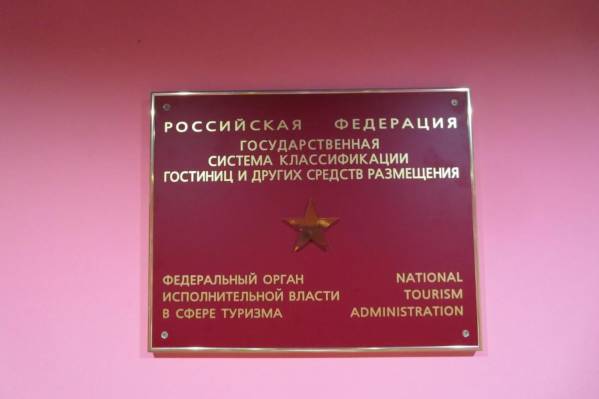 РОССИЙСКАЯ ФЕДЕРАЦИЯ
ГОСУДАРСТВЕННАЯ
СИСТЕМА КЛАССИФИКАЦИИ
ГОСТИНИЦ И ДРУГИХ СРЕДСТВ РАЗМЕЩЕНИЯ
ФЕДЕРАЛЬНЫЙ ОРГАН
ИСПОЛНИТЕЛЬНОЙ ВЛАСТИ
В СФЕРЕ ТУРИЗМА
NATIONAL
TOURISM
ADMINISTRATION